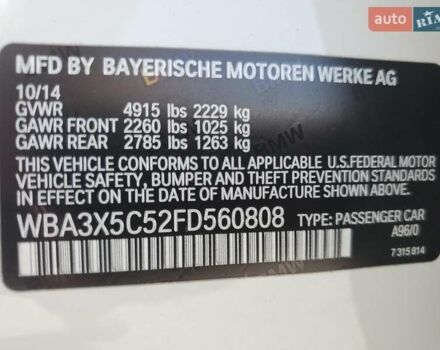 auto RIA
MFD BY BAYERISCHE MOTOREN WERKE AG
10/14
GVWR 4915 lbs 2229 kg
GAWR FRONT 2260 lbs 1025 kg
GAWR REAR 2785 lbs 1263 kg
THIS VEHICLE CONFORMS TO ALL APPLICABLE U.S.FEDERAL MOTOR
VEHICLE SAFETY, BUMPER AND THEFT PREVENTION STANDARDS IN
EFFECT ON THE DATE OF MANUFACTURE SHOWN ABOVE.
WBA3X5C52FD560808 TYPE: PASSENGER CAR
A96/0
7315814